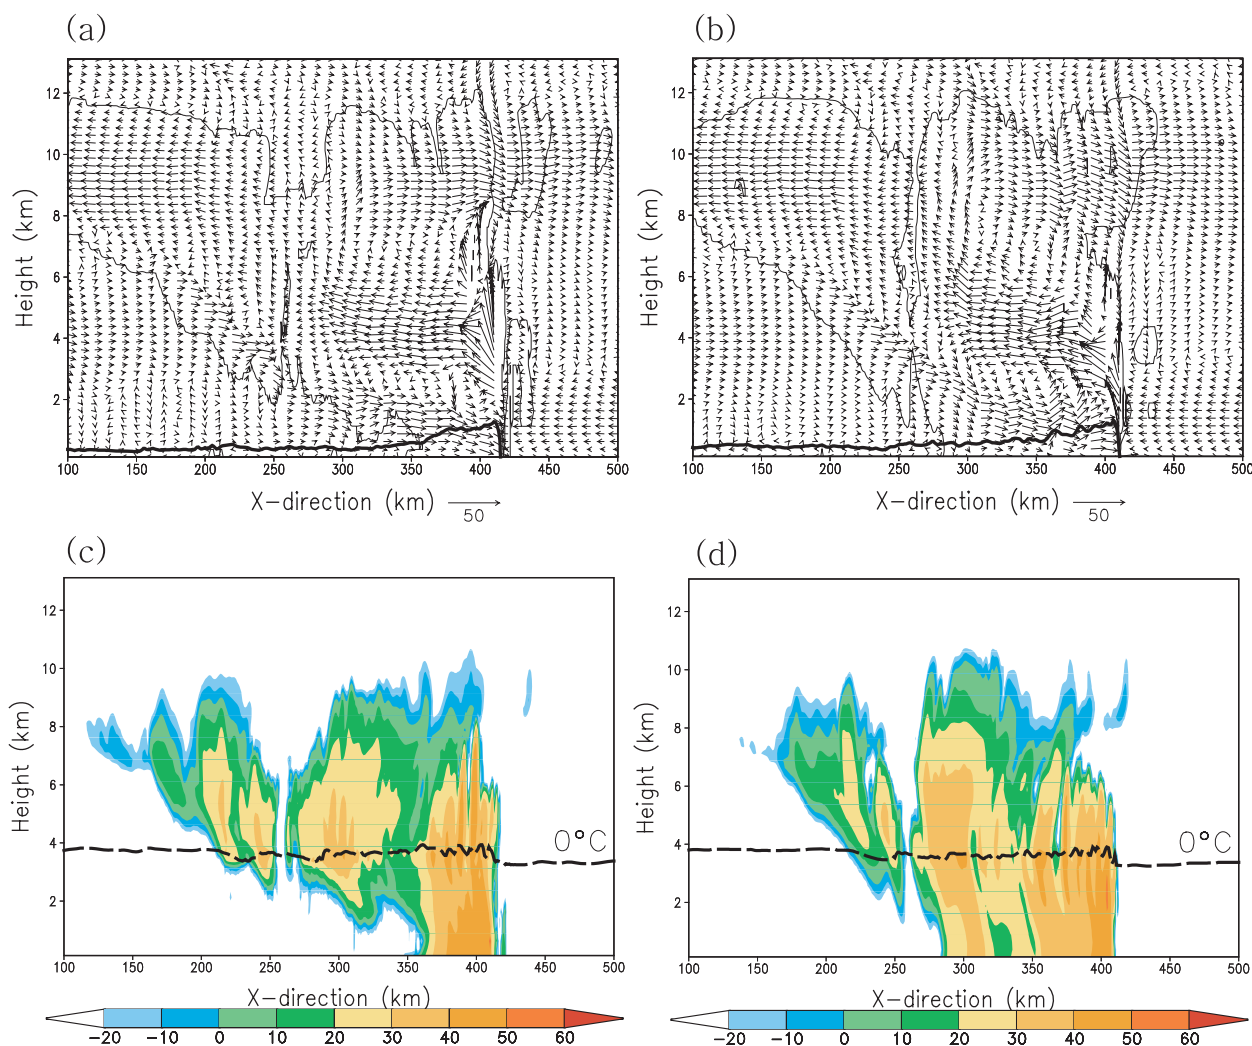 (a) (b)
12 12
10 10
8 8
6 6
4 4
2 2
Height (km) Height (km)
100 150 200 250 300 350 400 450 500 100 150 200 250 300 350 400 450 500
X-direction (km) 50 X-direction (km) 50
(c) (d)
12 12
10 10
8 8
6 6
4 4
2 2
Height (km) Height (km)
0°C 0°C
100 150 200 250 300 350 400 450 500 100 150 200 250 300 350 400 450 500
X-direction (km) X-direction (km)
-20 -10 0 10 20 30 40 50 60 -20 -10 0 10 20 30 40 50 60